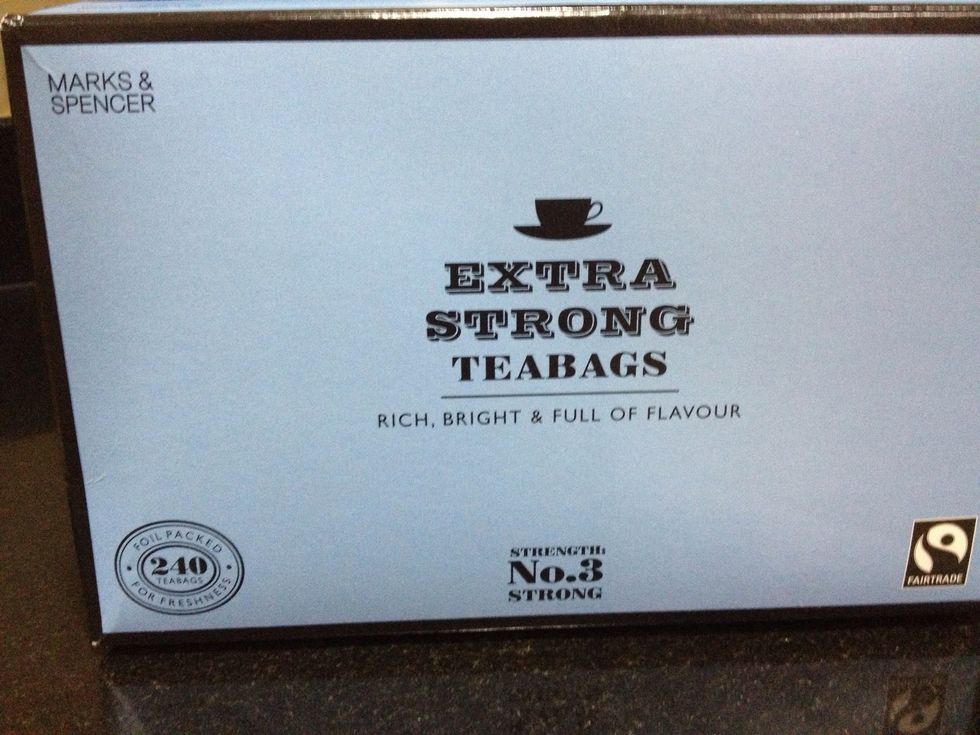 MARKS &
SPENCER
EXTRA
STRONG
TEABAGS
RICH, BRIGHT & FULL OF FLAVOUR
FOIL PACKED
240
TEABAGS
FOR FRESHNESS
STRENGTH:
No.3
STRONG
FAIRTRADE